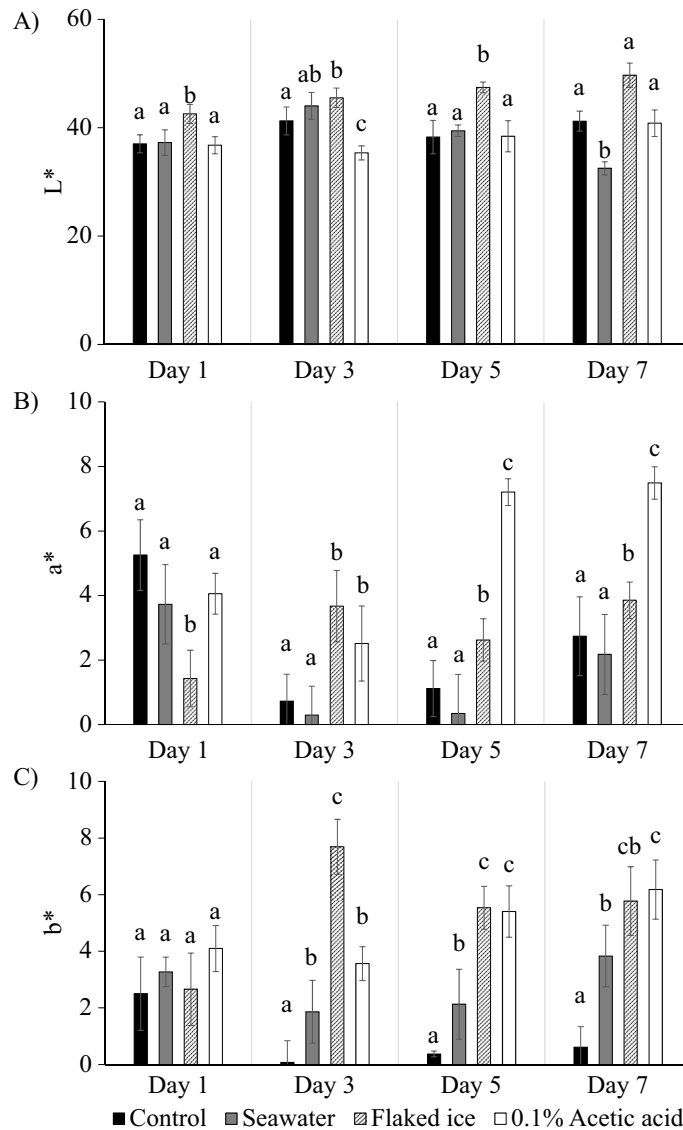 A)
60
40
20
0
L*
a a b a
a ab b c
a a b a
a b a a
Day 1 Day 3 Day 5 Day 7
B)
10
8
6
4
2
0
a*
a a b a
a a b b
a a b c
a a b c
Day 1 Day 3 Day 5 Day 7
C)
10
8
6
4
2
0
b*
a a a a
a b c b
a b c c
a b cb c
Day 1 Day 3 Day 5 Day 7
Control Seawater Flaked ice 0.1% Acetic acid